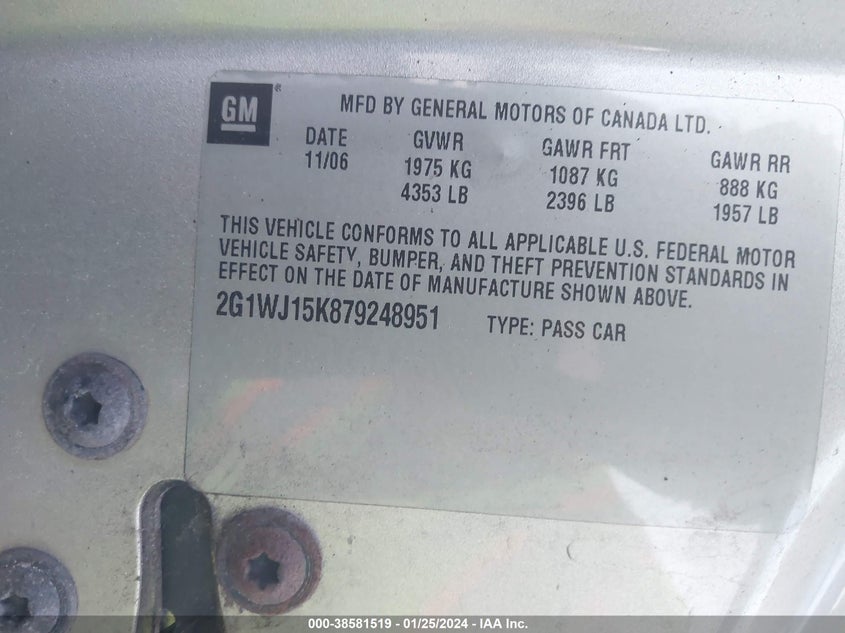 GM®
MFD BY GENERAL MOTORS OF CANADA LTD.
DATE GVWR GAWR FRT GAWR RR
11/06 1975 KG 1087 KG 888 KG
4353 LB 2396 LB 1957 LB
THIS VEHICLE CONFORMS TO ALL APPLICABLE U.S. FEDERAL MOTOR
VEHICLE SAFETY, BUMPER, AND THEFT PREVENTION STANDARDS IN
EFFECT ON THE DATE OF MANUFACTURE SHOWN ABOVE.
2G1WJ15K879248951 TYPE: PASS CAR
000-38581519 - 01/25/2024 - IAA Inc.